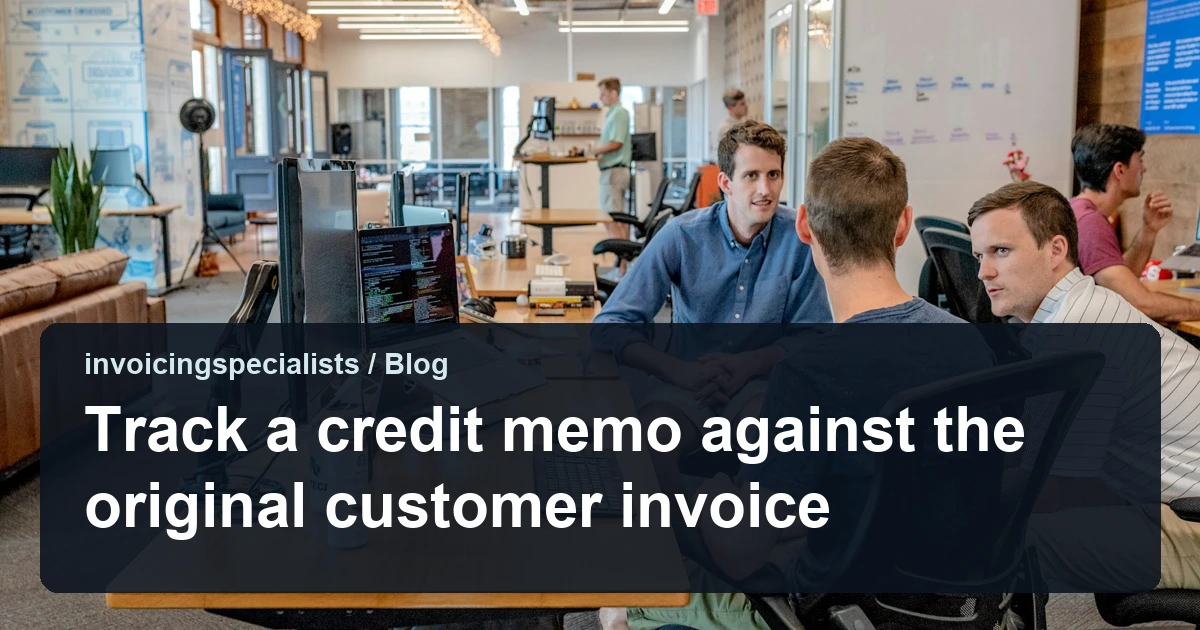 invoicingspecialists / Blog
Track a credit memo against the
original customer invoice